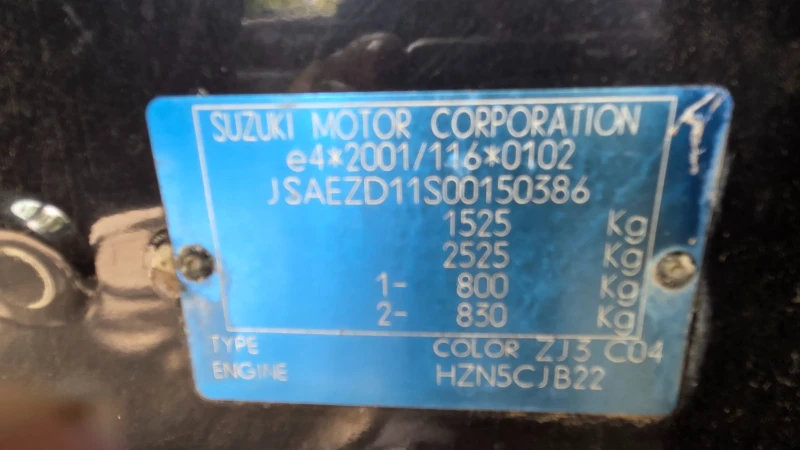 SUZUKI MOTOR CORPORATION
e4*2001/116*0102
JSAEZD11S00150386
1525 Kg
2525 Kg
1- 800 Kg
2- 830 Kg
TYPE COLOR ZJ3 C04
ENGINE HZN5CJB22